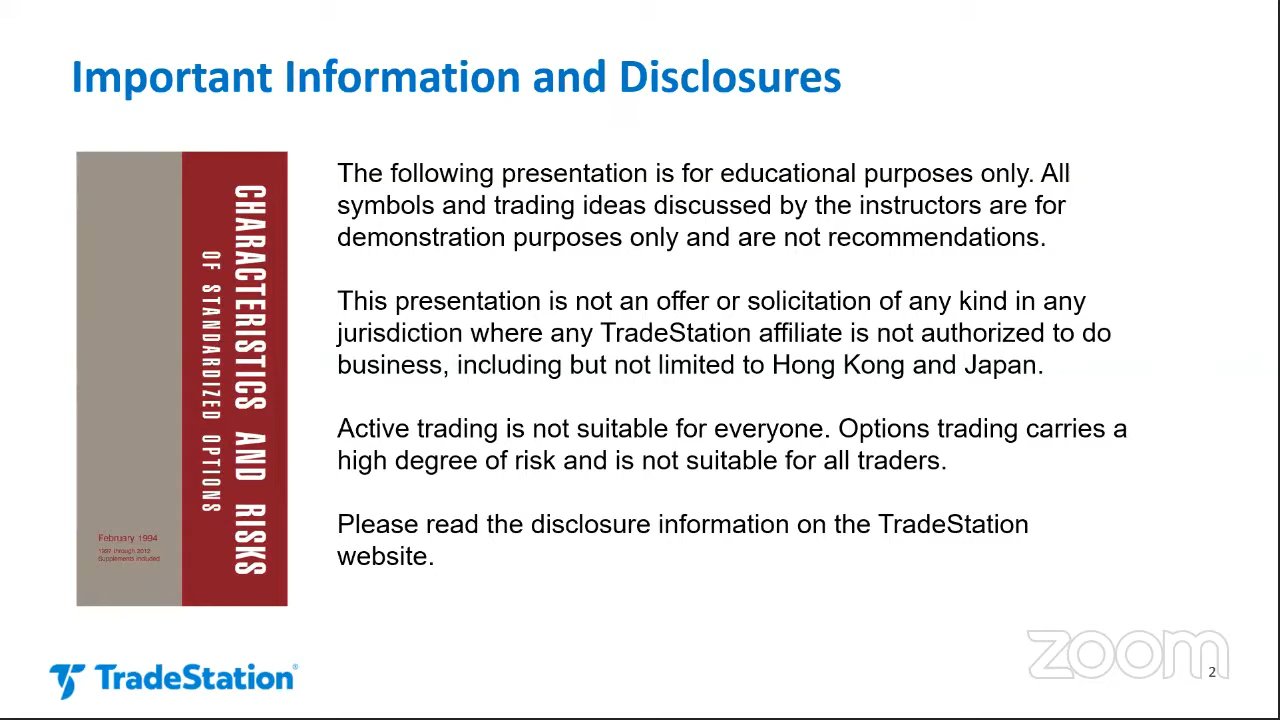 Important Information and Disclosures
CHARACTERISTICS AND RISKS
OF STANDARDIZED OPTIONS
February 1994
1997 through 2012
Supplements included
The following presentation is for educational purposes only. All
symbols and trading ideas discussed by the instructors are for
demonstration purposes only and are not recommendations.
This presentation is not an offer or solicitation of any kind in any
jurisdiction where any TradeStation affiliate is not authorized to do
business, including but not limited to Hong Kong and Japan.
Active trading is not suitable for everyone. Options trading carries a
high degree of risk and is not suitable for all traders.
Please read the disclosure information on the TradeStation
website.
TradeStation®
zoom
2